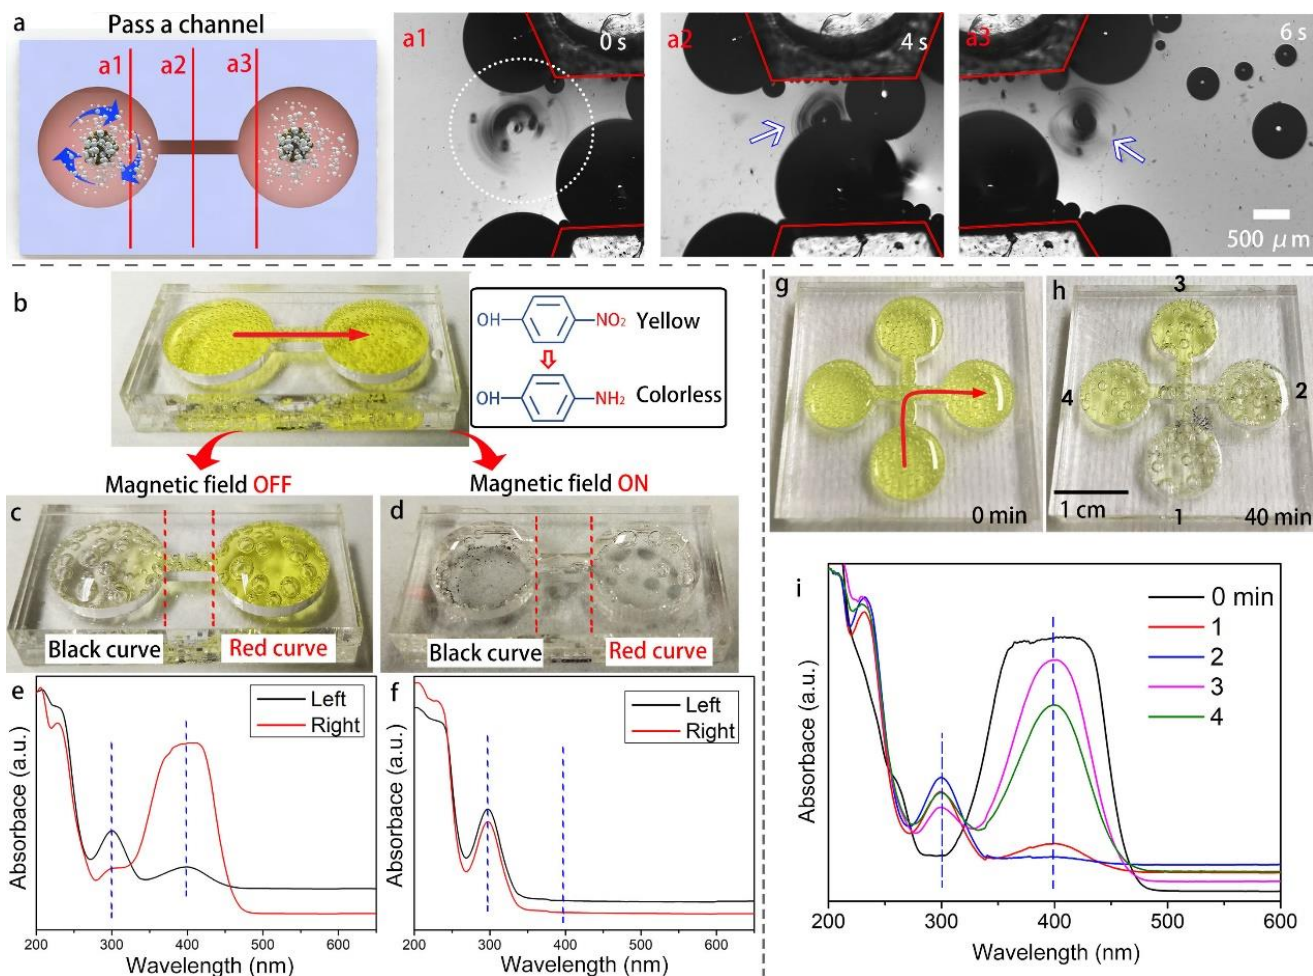 a
Pass a channel
a1
a2
a3
a1
0 s
a2
4 s
a3
6 s
500 μm
b
OH
NO₂
Yellow
OH
NH₂
Colorless
Magnetic field OFF
Magnetic field ON
c
Black curve
Red curve
d
Black curve
Red curve
e
Left
Right
Absorbace (a.u.)
200
300
400
500
600
Wavelength (nm)
f
Left
Right
Absorbace (a.u.)
200
300
400
500
600
Wavelength (nm)
g
0 min
h
3
4
2
1 cm
1
40 min
i
0 min
1
2
3
4
Absorbace (a.u.)
200
300
400
500
600
Wavelength (nm)